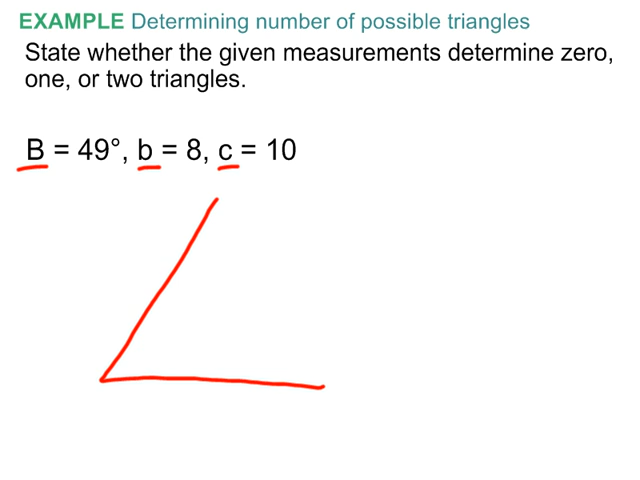 EXAMPLE Determining number of possible triangles
State whether the given measurements determine zero,
one, or two triangles.
B = 49°, b = 8, c = 10